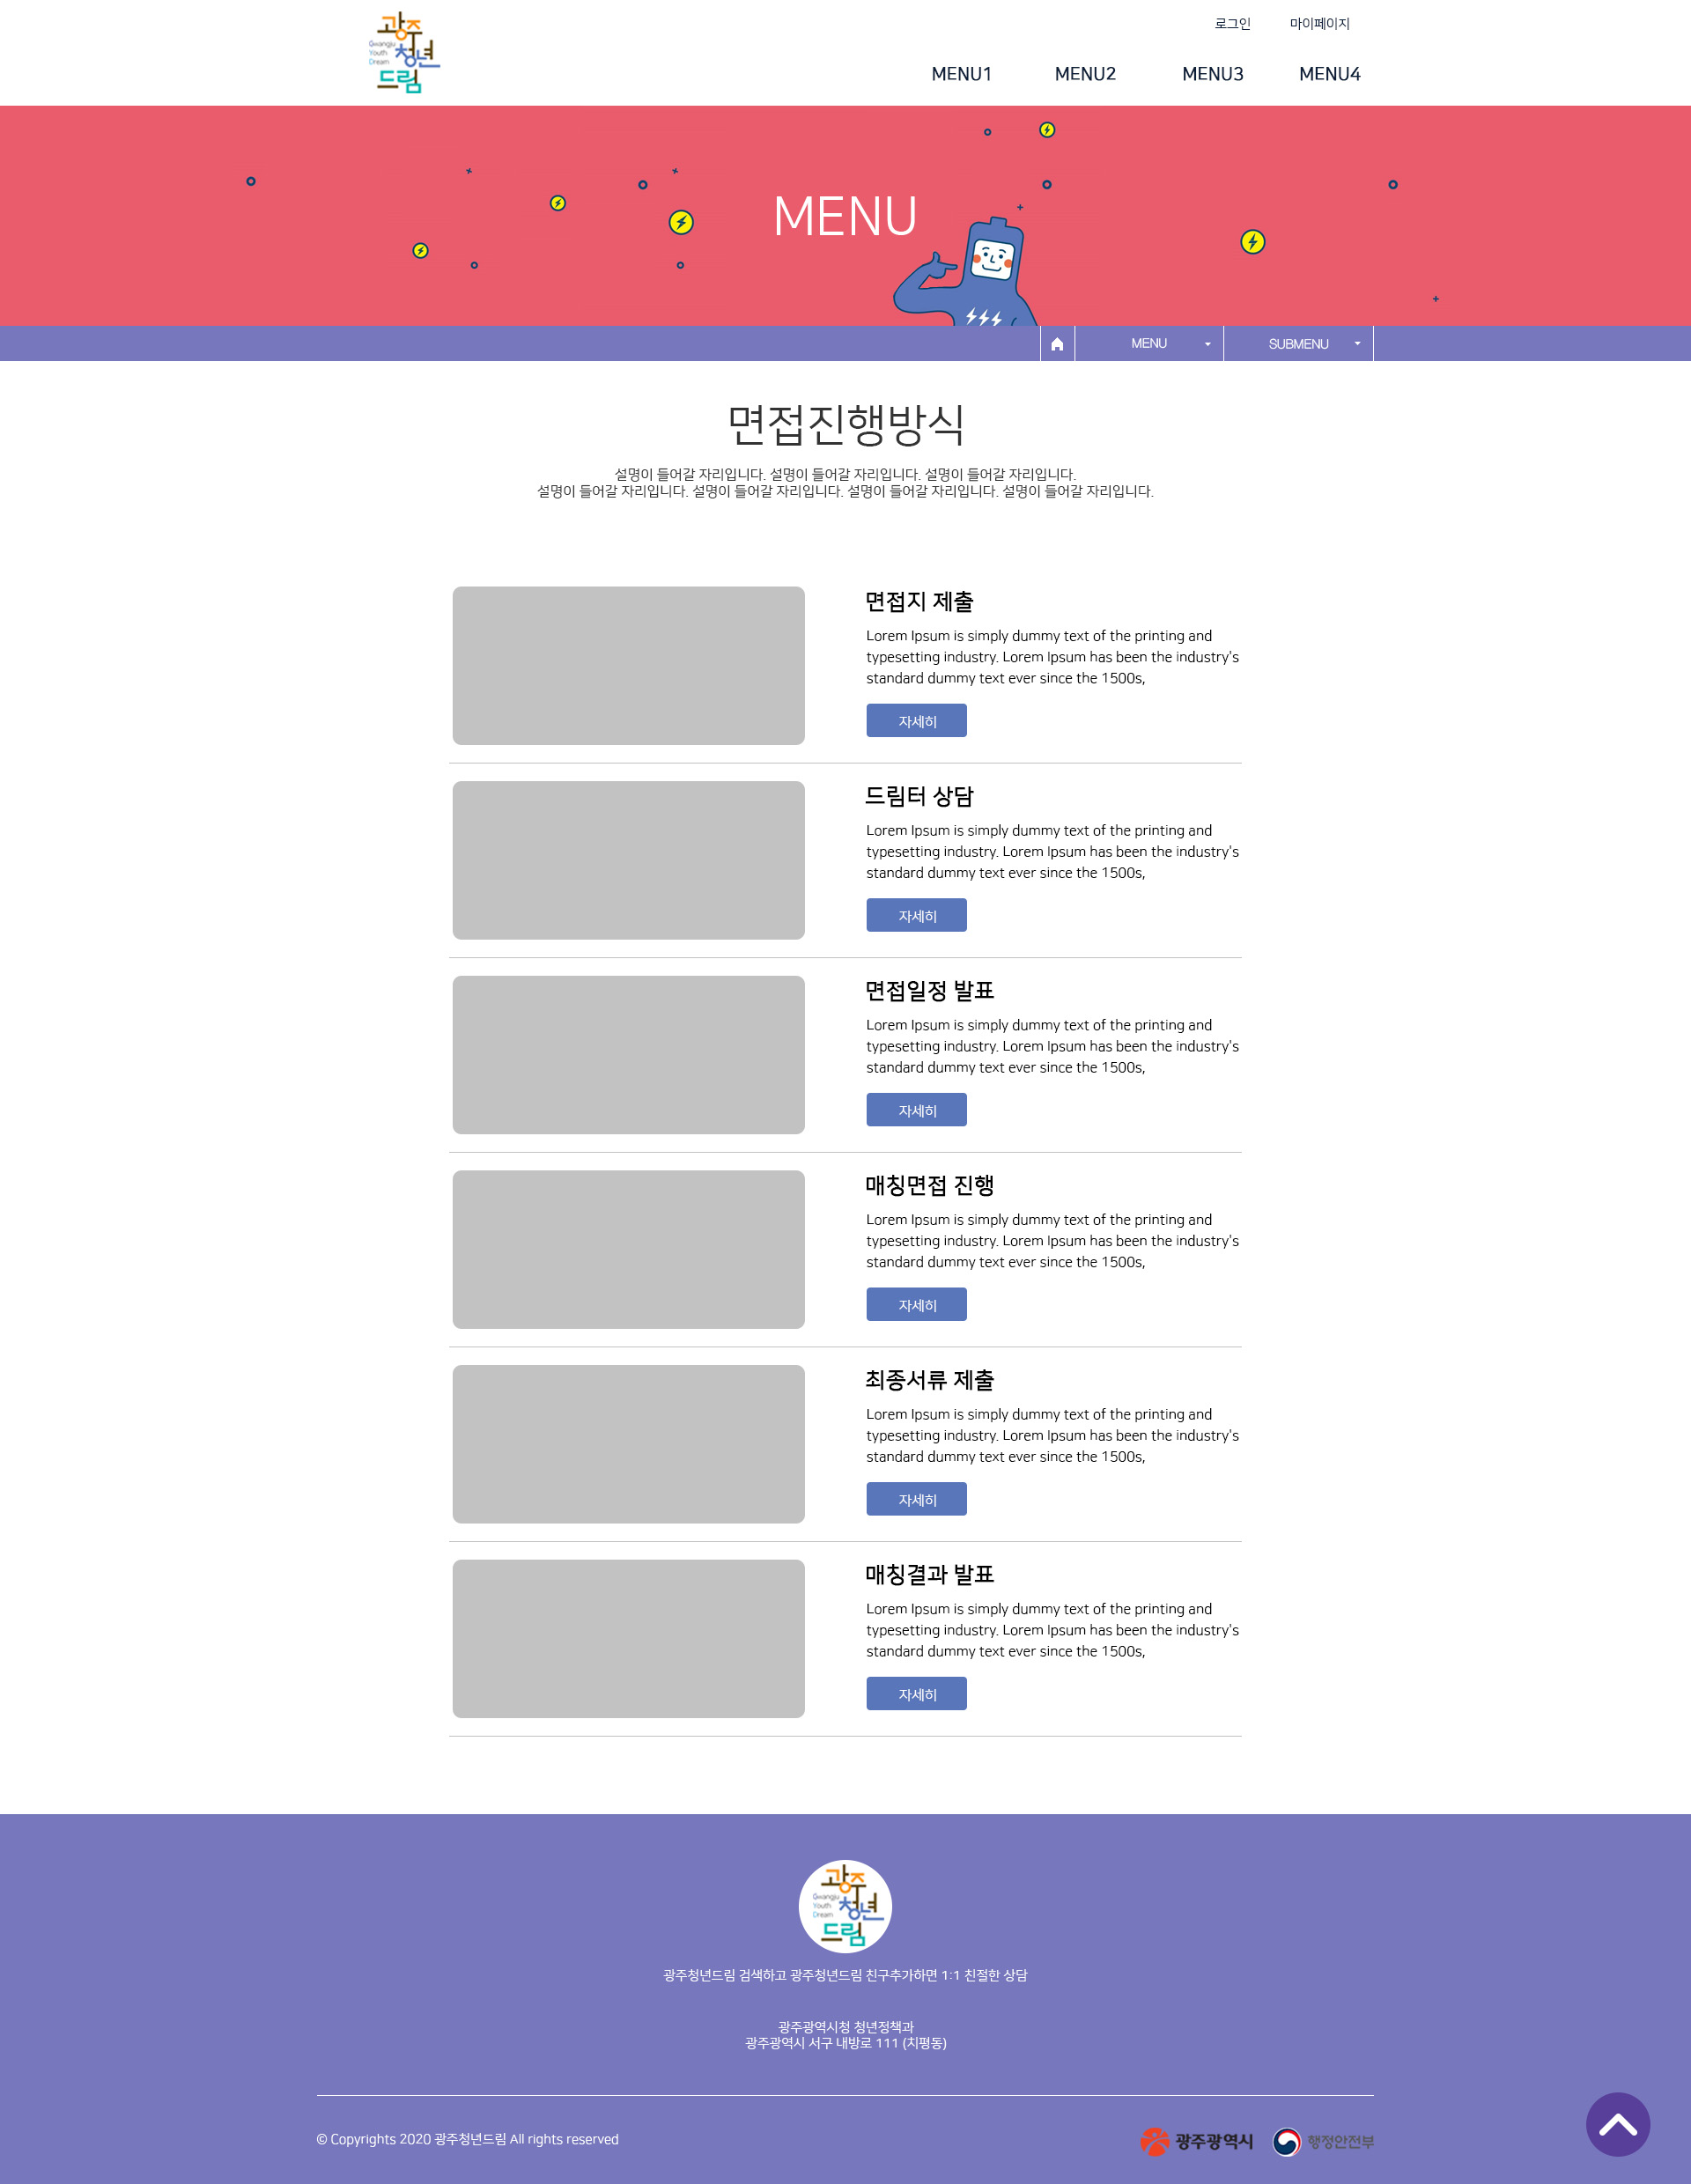 광주
Gwangju
Youth
Dream
청년
드림
로그인
마이페이지
MENU1
MENU2
MENU3
MENU4
MENU
MENU
SUBMENU
면접진행방식
설명이 들어갈 자리입니다. 설명이 들어갈 자리입니다. 설명이 들어갈 자리입니다.
설명이 들어갈 자리입니다. 설명이 들어갈 자리입니다. 설명이 들어갈 자리입니다. 설명이 들어갈 자리입니다.
면접지 제출
Lorem Ipsum is simply dummy text of the printing and
typesetting industry. Lorem Ipsum has been the industry's
standard dummy text ever since the 1500s,
자세히
드림터 상담
Lorem Ipsum is simply dummy text of the printing and
typesetting industry. Lorem Ipsum has been the industry's
standard dummy text ever since the 1500s,
자세히
면접일정 발표
Lorem Ipsum is simply dummy text of the printing and
typesetting industry. Lorem Ipsum has been the industry's
standard dummy text ever since the 1500s,
자세히
매칭면접 진행
Lorem Ipsum is simply dummy text of the printing and
typesetting industry. Lorem Ipsum has been the industry's
standard dummy text ever since the 1500s,
자세히
최종서류 제출
Lorem Ipsum is simply dummy text of the printing and
typesetting industry. Lorem Ipsum has been the industry's
standard dummy text ever since the 1500s,
자세히
매칭결과 발표
Lorem Ipsum is simply dummy text of the printing and
typesetting industry. Lorem Ipsum has been the industry's
standard dummy text ever since the 1500s,
자세히
광주
Gwangju
Youth
Dream
청년
드림
광주청년드림 검색하고 광주청년드림 친구추가하면 1:1 친절한 상담
광주광역시청 청년정책과
광주광역시 서구 내방로 111 (치평동)
© Copyrights 2020 광주청년드림 All rights reserved
광주광역시
행정안전부